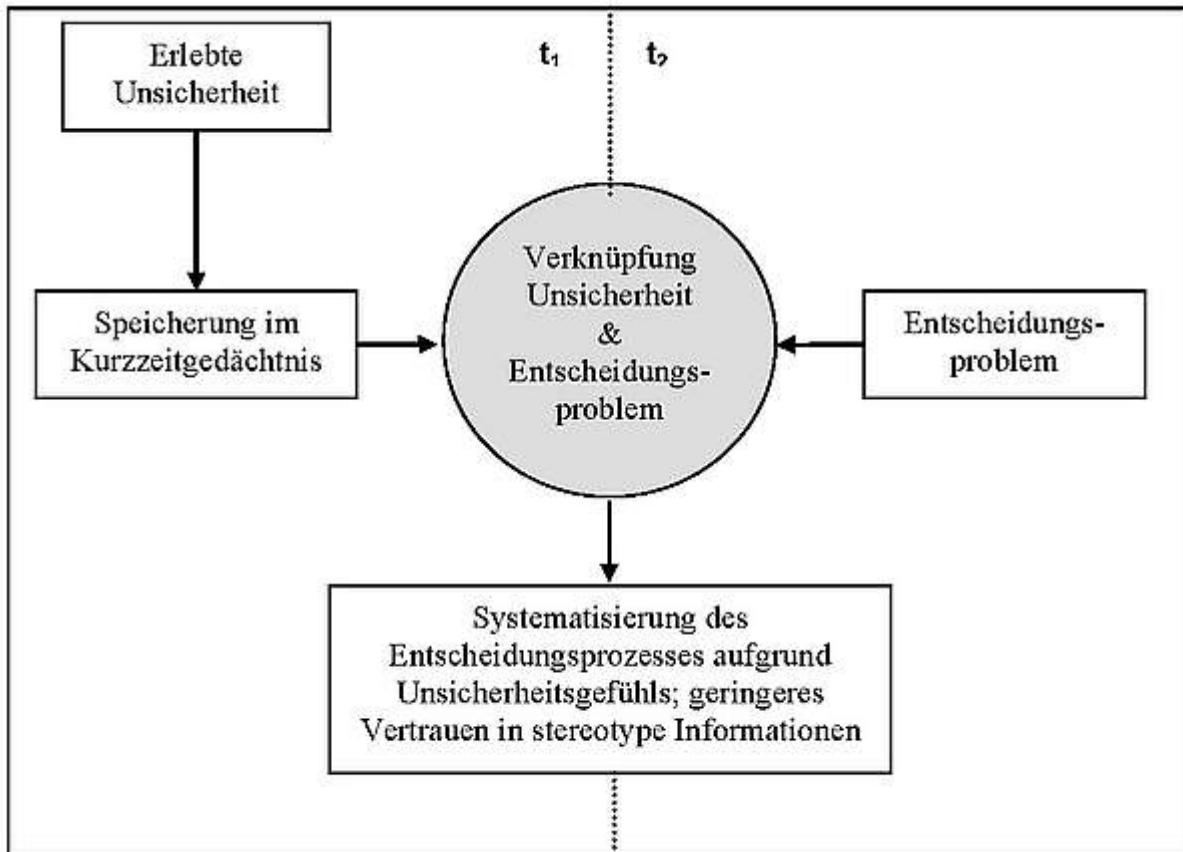 Erlebte
Unsicherheit
t₁
t₂
Speicherung im
Kurzzeitgedächtnis
Verknüpfung
Unsicherheit
&
Entscheidungs-
problem
Entscheidungs-
problem
Systematisierung des
Entscheidungsprozesses aufgrund
Unsicherheitsgefühls; geringeres
Vertrauen in stereotype Informationen